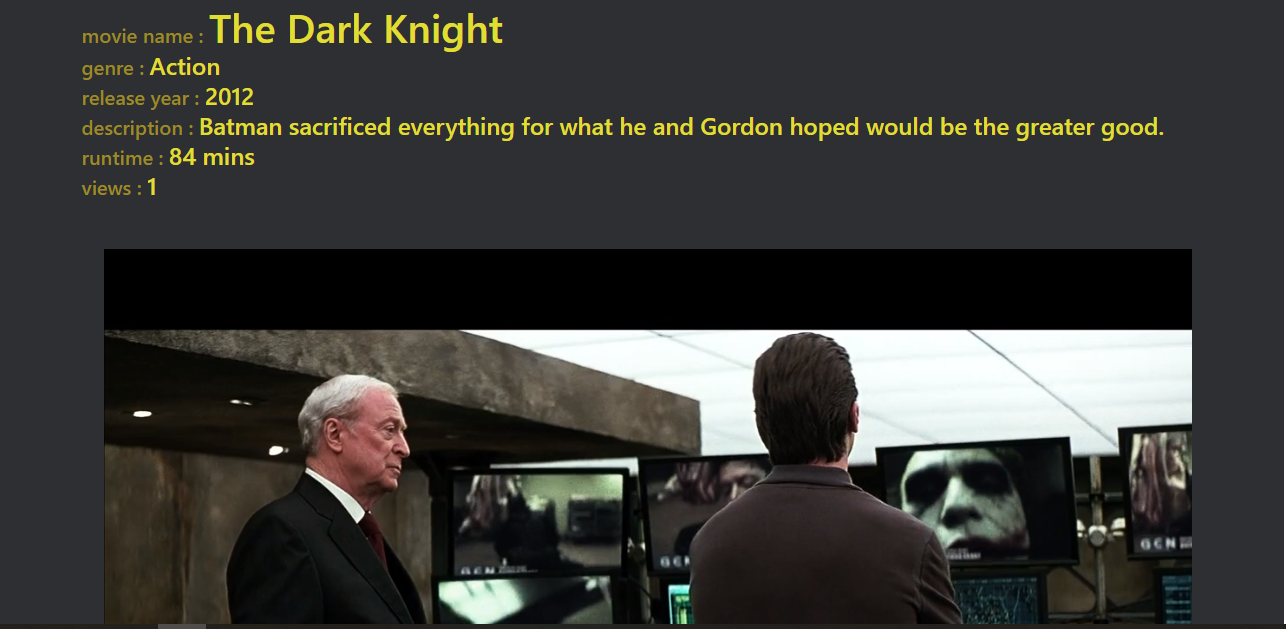 movie name : The Dark Knight
genre : Action
release year : 2012
description : Batman sacrificed everything for what he and Gordon hoped would be the greater good.
runtime : 84 mins
views : 1
GCN
GCN
GCN